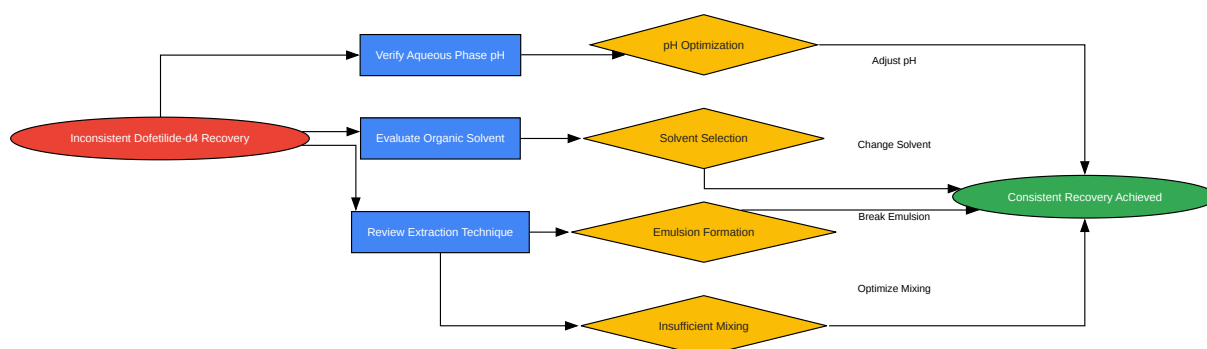 Verify Aqueous Phase pH
pH Optimization
Adjust pH
Inconsistent Dofetilide-d4 Recovery
Evaluate Organic Solvent
Solvent Selection
Change Solvent
Consistent Recovery Achieved
Review Extraction Technique
Emulsion Formation
Break Emulsion
Optimize Mixing
Insufficient Mixing